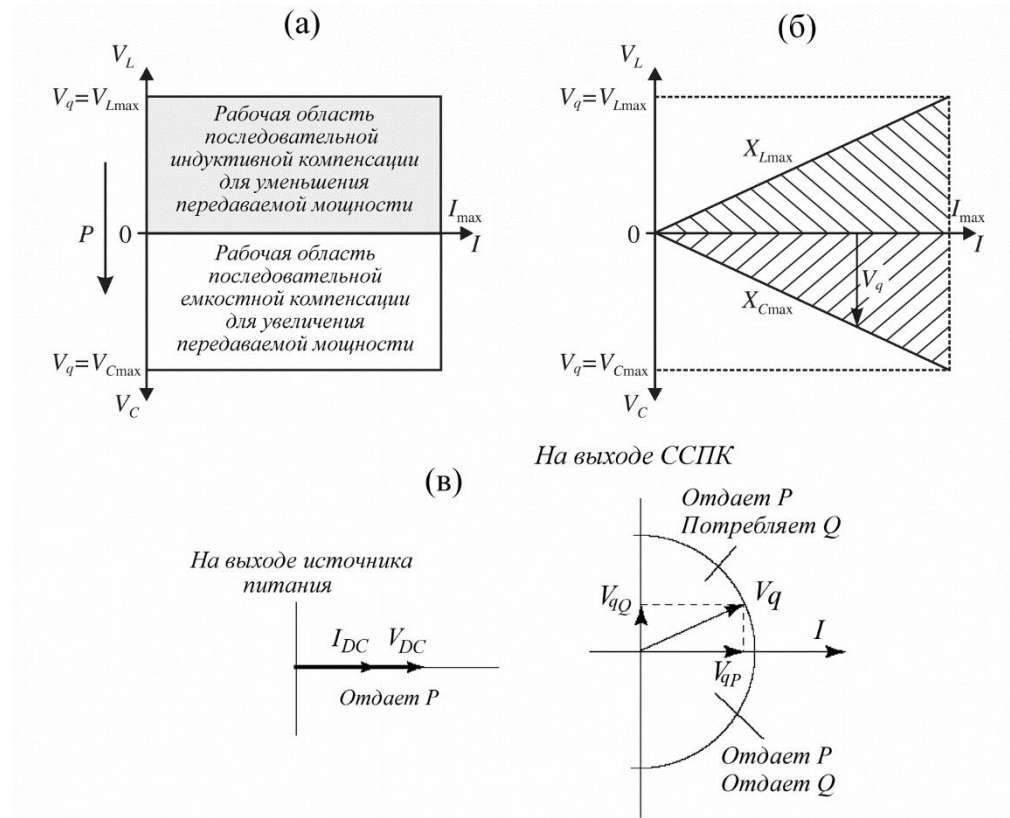 (а)
V_L
V_q=V_Lmax
Рабочая область
последовательной
индуктивной компенсации
для уменьшения
передаваемой мощности
P
0
I_max
I
Рабочая область
последовательной
емкостной компенсации
для увеличения
передаваемой мощности
V_q=V_Cmax
V_C
(б)
V_L
V_q=V_Lmax
X_Lmax
0
I_max
I
V_q
X_Cmax
V_q=V_Cmax
V_C
(в)
На выходе источника
питания
I_DC
V_DC
Отдает P
На выходе ССПК
Отдает P
Потребляет Q
V_qQ
V_q
I
V_qP
Отдает P
Отдает Q